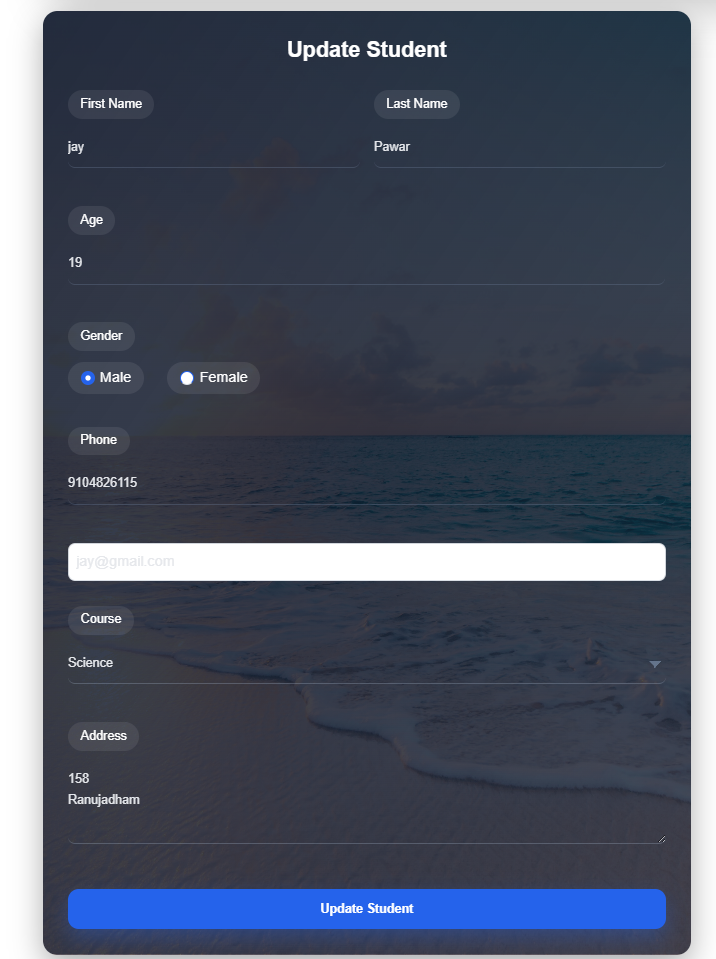 Update Student
First Name
Last Name
jay
Pawar
Age
19
Gender
Male
Female
Phone
9104826115
jay@gmail.com
Course
Science
Address
158
Ranujadham
Update Student